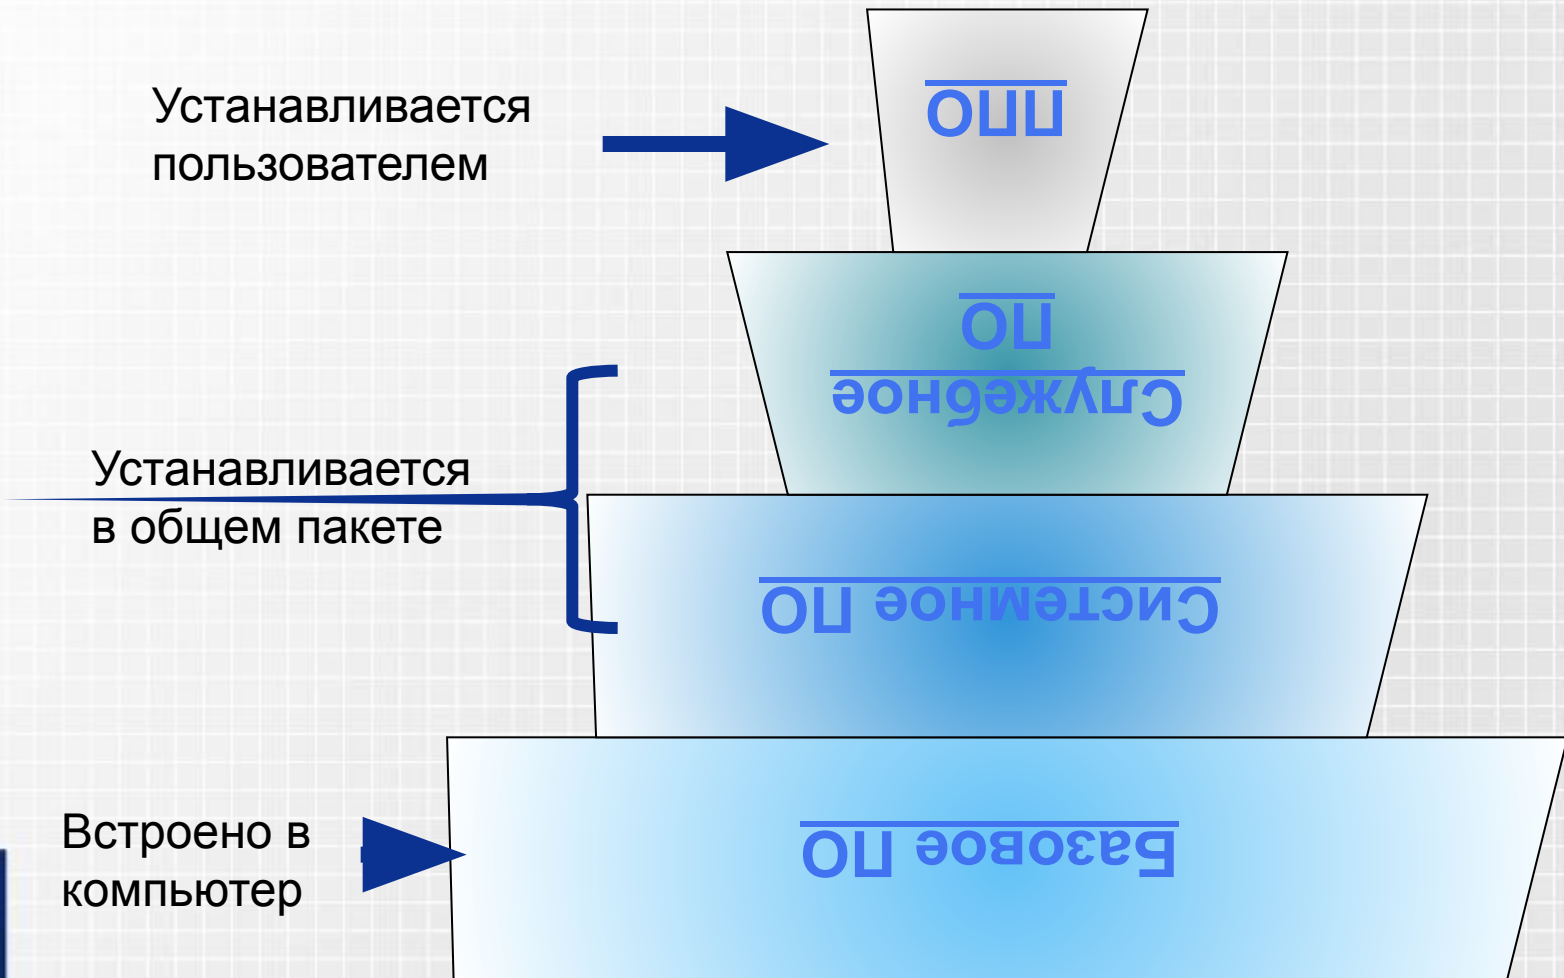 Устанавливается
пользователем
ППО
Служебное
ПО
Устанавливается
в общем пакете
Системное ПО
Встроено в
компьютер
Базовое ПО